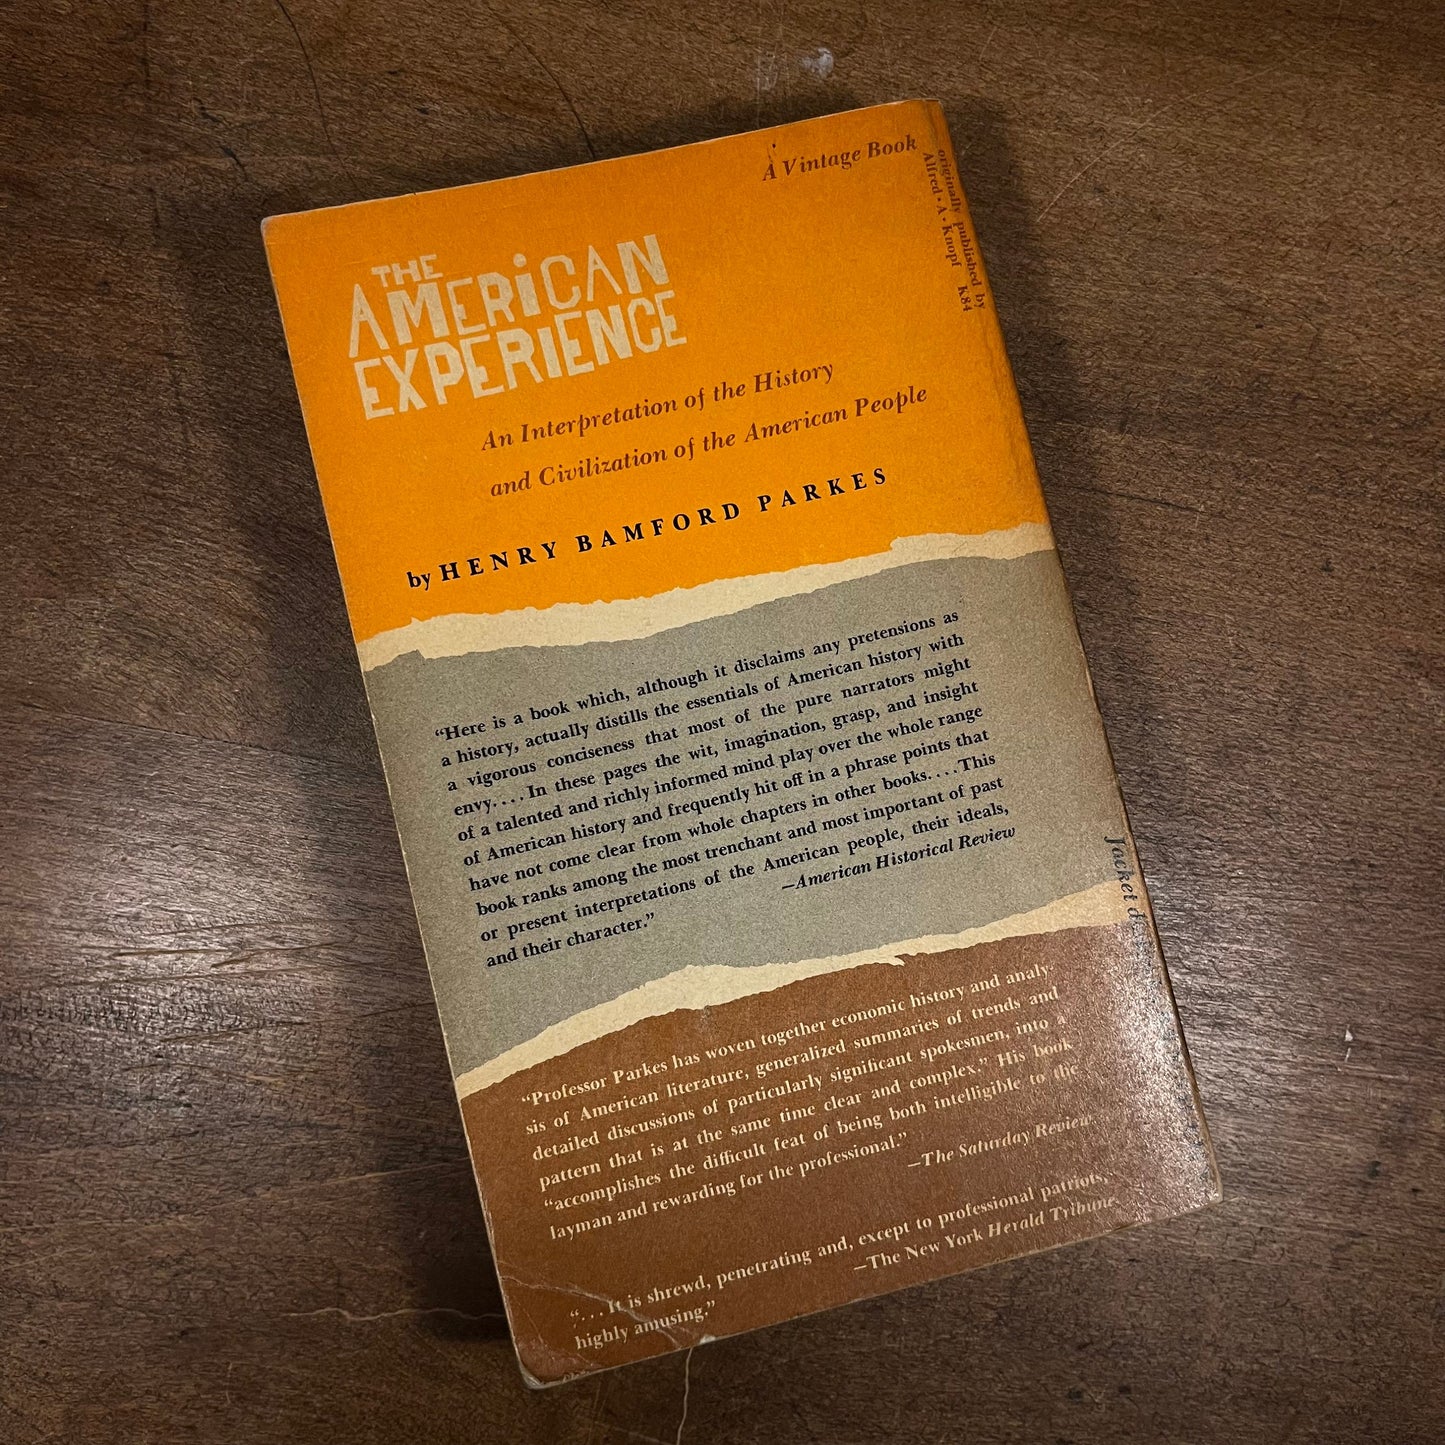 A Vintage Book
originally published by
Alfred · A · Knopf K84
THE
AMERICAN
EXPERIENCE
An Interpretation of the History
and Civilization of the American People
by HENRY BAMFORD PARKES
“Here is a book which, although it disclaims any pretensions as
a history, actually distills the essentials of American history with
a vigorous conciseness that most of the pure narrators might
envy. . . . In these pages the wit, imagination, grasp, and insight
of a talented and richly informed mind play over the whole range
of American history and frequently hit off in a phrase points that
have not come clear from whole chapters in other books. . . . This
book ranks among the most trenchant and most important of past
or present interpretations of the American people, their ideals,
and their character.”
—American Historical Review
Jacket
“Professor Parkes has woven together economic history and analy-
sis of American literature, generalized summaries of trends and
detailed discussions of particularly significant spokesmen, into a
pattern that is at the same time clear and complex.” His book
“accomplishes the difficult feat of being both intelligible to the
layman and rewarding for the professional.”
—The Saturday Review
“. . . It is shrewd, penetrating and, except to professional patriots,
highly amusing.”
—The New York Herald Tribune